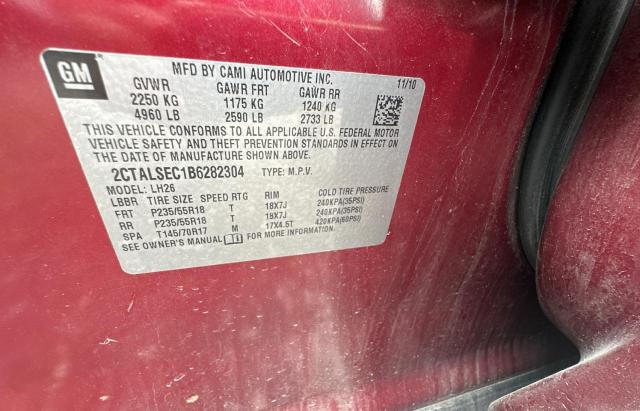 GM
MFD BY CAMI AUTOMOTIVE INC. 11/10
GVWR GAWR FRT GAWR RR
2250 KG 1175 KG 1240 KG
4960 LB 2590 LB 2733 LB
THIS VEHICLE CONFORMS TO ALL APPLICABLE U.S. FEDERAL MOTOR
VEHICLE SAFETY AND THEFT PREVENTION STANDARDS IN EFFECT ON
THE DATE OF MANUFACTURE SHOWN ABOVE.
2CTALSEC1B6282304 TYPE: M.P.V.
MODEL: LH26
LBBR TIRE SIZE SPEED RTG RIM COLD TIRE PRESSURE
FRT P235/55R18 T 18X7J 240KPA(35PSI)
RR P235/55R18 T 18X7J 240KPA(35PSI)
SPA T145/70R17 M 17X4.5T 420KPA(60PSI)
SEE OWNER'S MANUAL i FOR MORE INFORMATION.